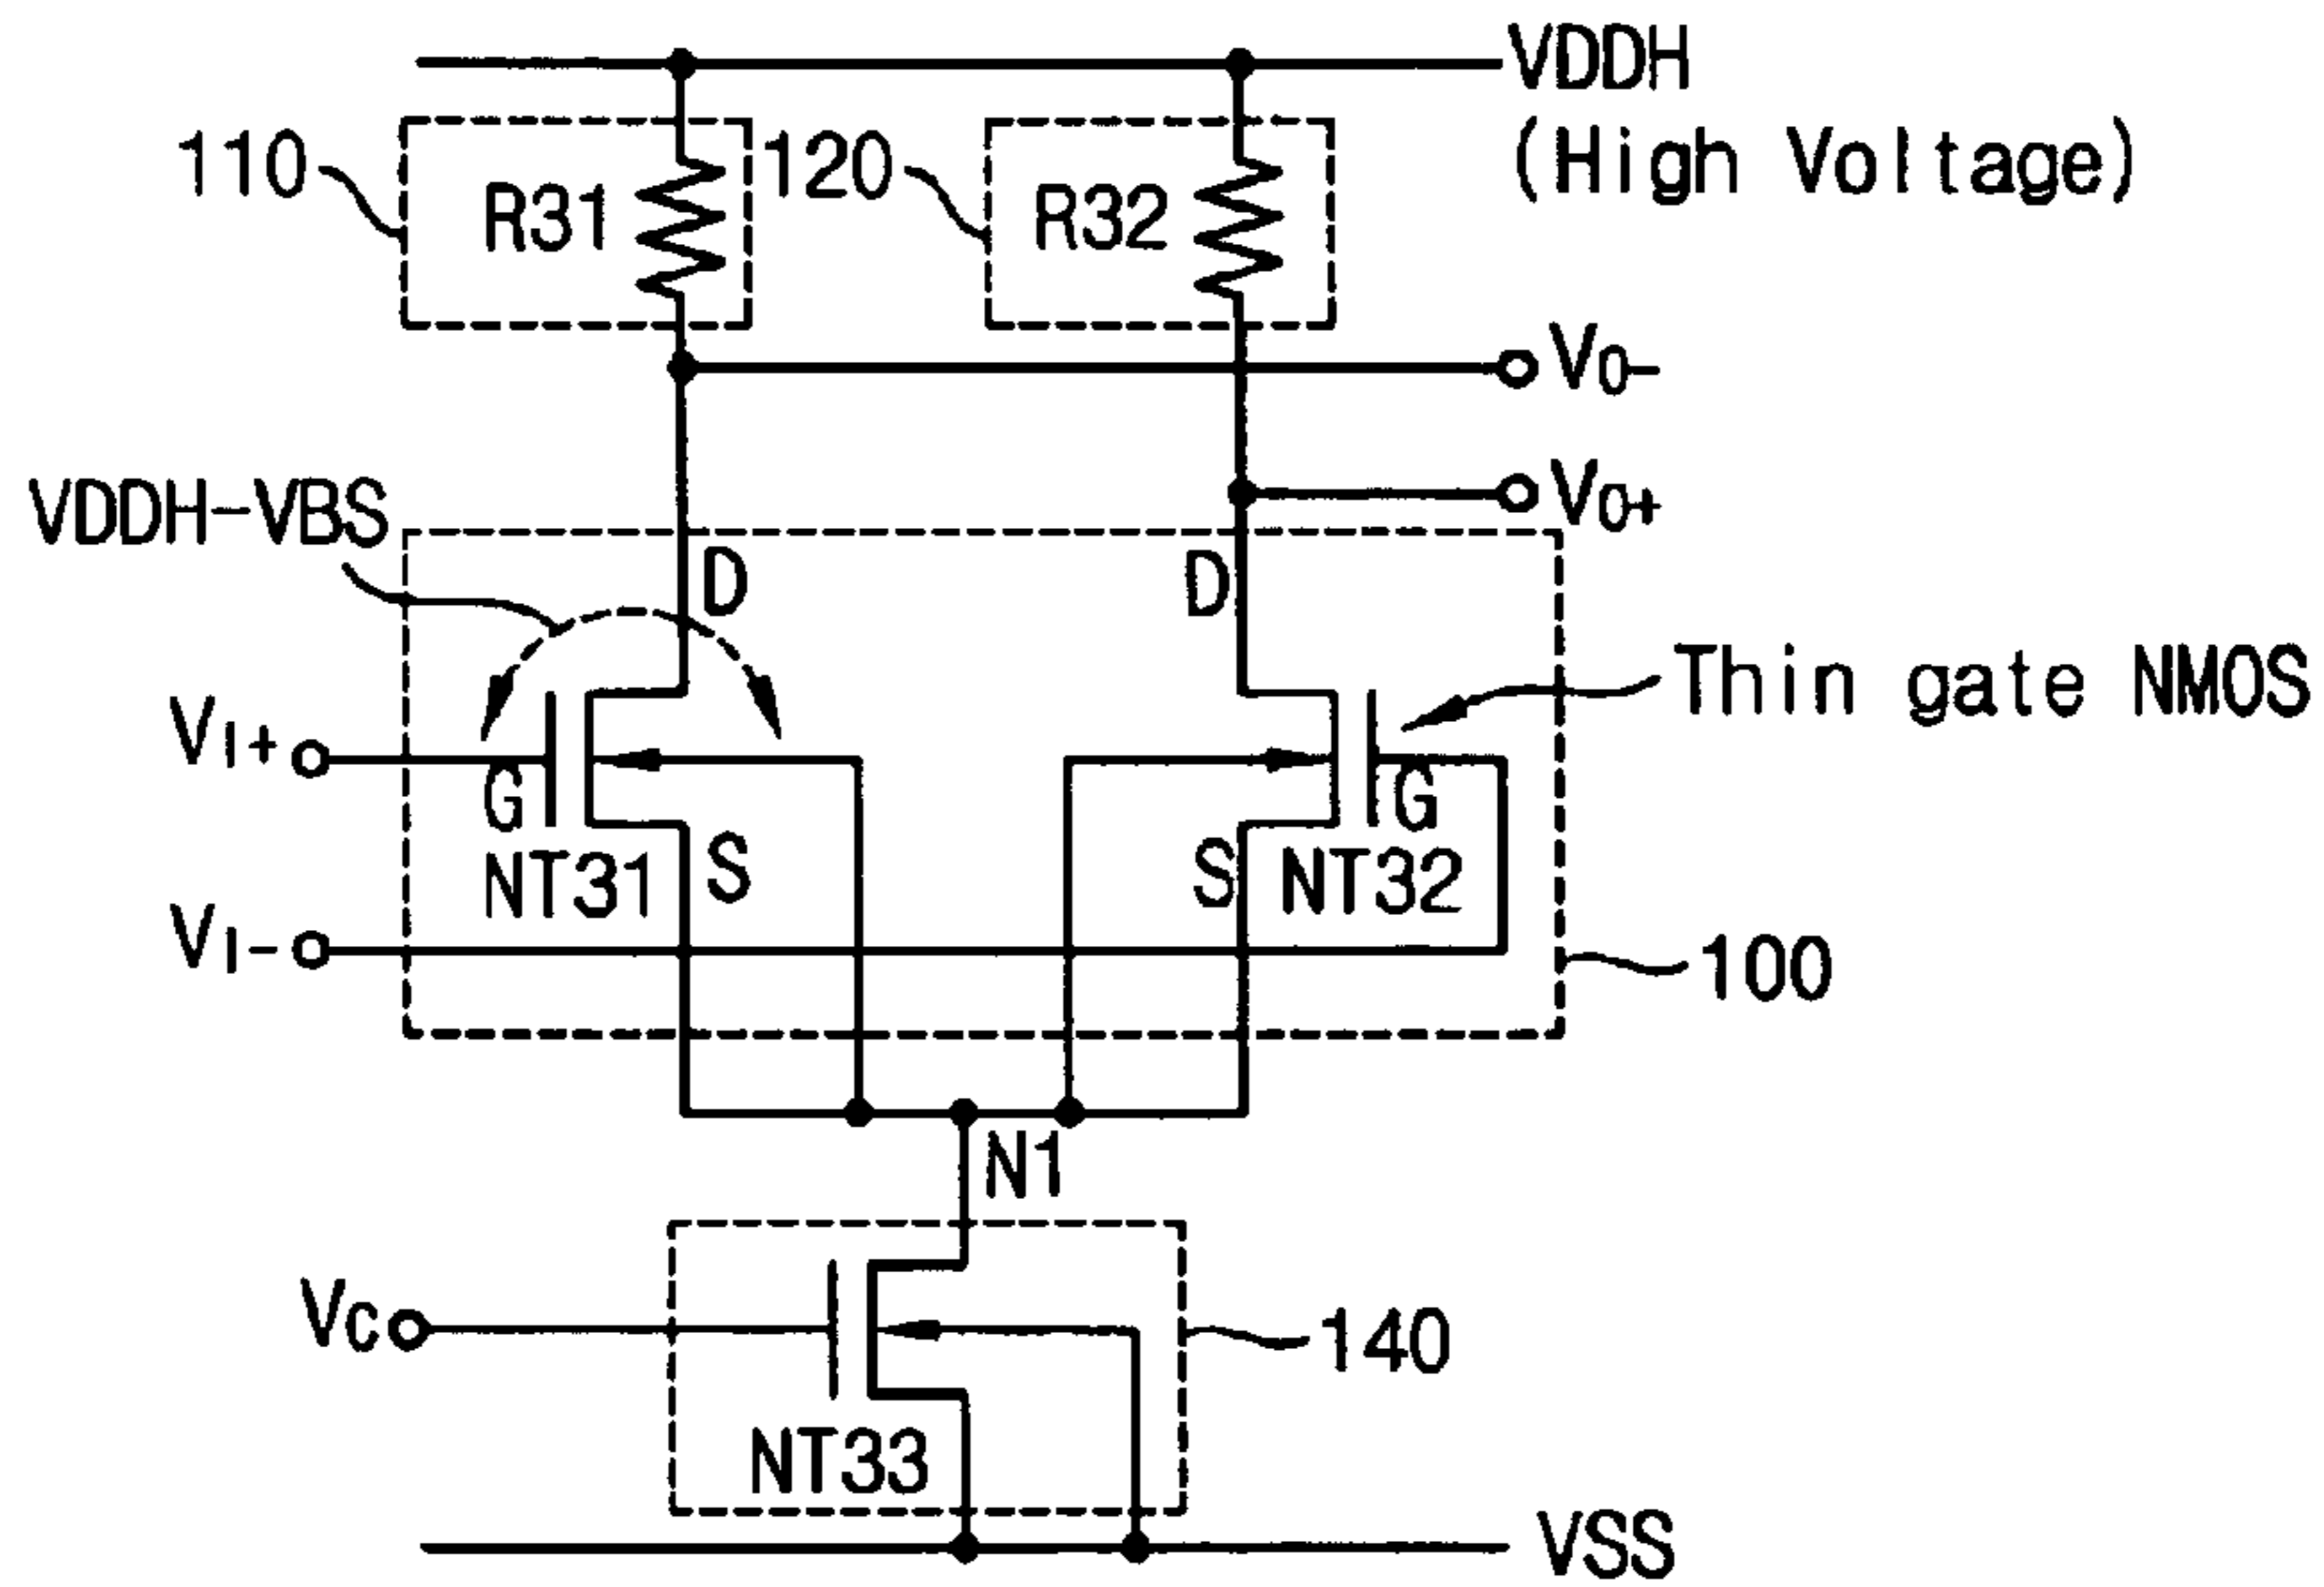 VDDH
(High Voltage)
110
R31
120
R32
VO-
VO+
VDDH-VBS
D
D
Thin gate NMOS
VI+
G
G
NT31
S
S
NT32
VI-
100
N1
VC
140
NT33
VSS